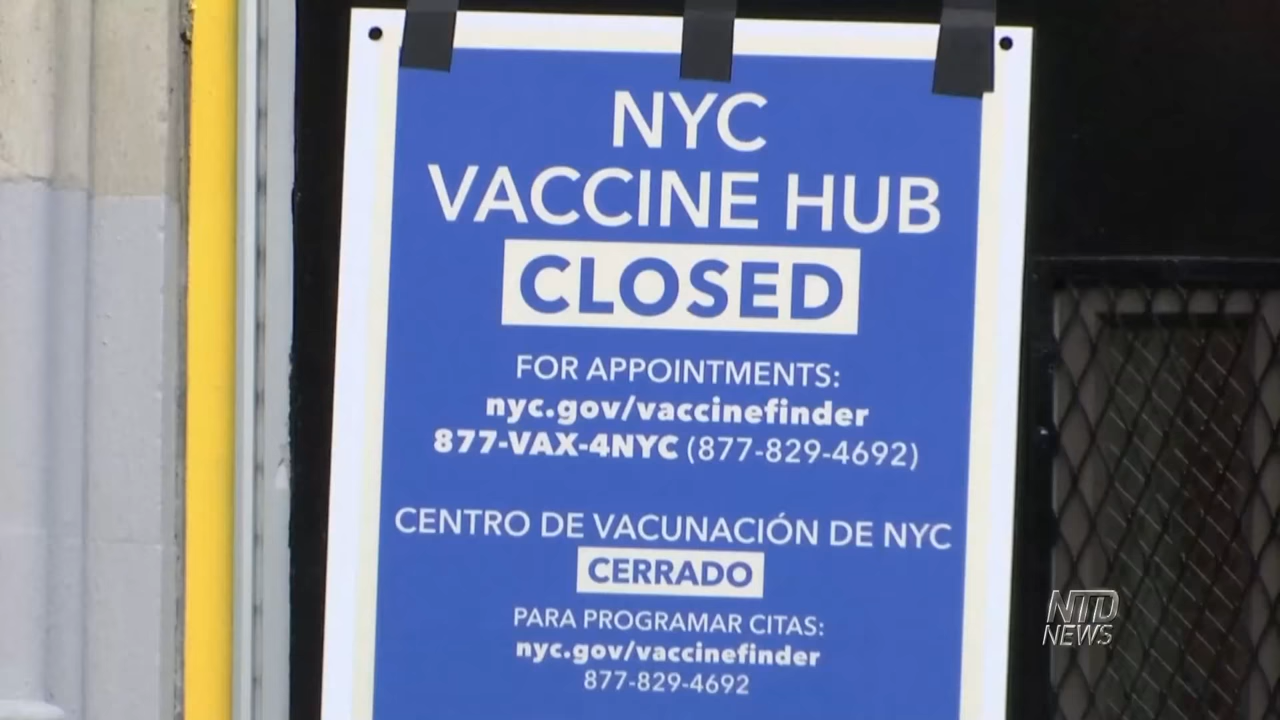 NYC
VACCINE HUB
CLOSED
FOR APPOINTMENTS:
nyc.gov/vaccinefinder
877-VAX-4NYC (877-829-4692)
CENTRO DE VACUNACIÓN DE NYC
CERRADO
PARA PROGRAMAR CITAS:
nyc.gov/vaccinefinder
877-829-4692
NTD
NEWS